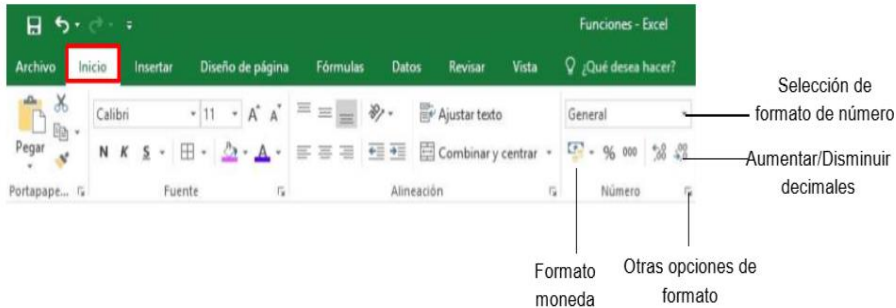 Funciones - Excel
Archivo Inicio Insertar Diseño de página Fórmulas Datos Revisar Vista ¿Qué desea hacer?
Calibri 11 A A Ajustar texto General
Pegar N K S A Combinar y centrar % 000
Portapape... Fuente Alineación Número
Selección de
formato de número
Aumentar/Disminuir
decimales
Formato
moneda
Otras opciones de
formato